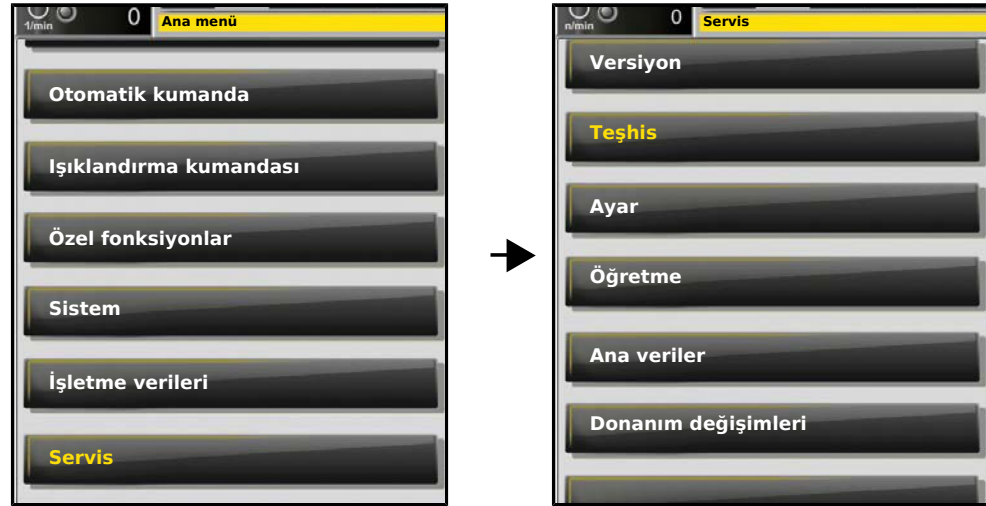 1/min
0
Ana menü
Otomatik kumanda
Işıklandırma kumandası
Özel fonksiyonlar
Sistem
İşletme verileri
Servis
n/min
0
Servis
Versiyon
Teşhis
Ayar
Öğretme
Ana veriler
Donanım değişimleri